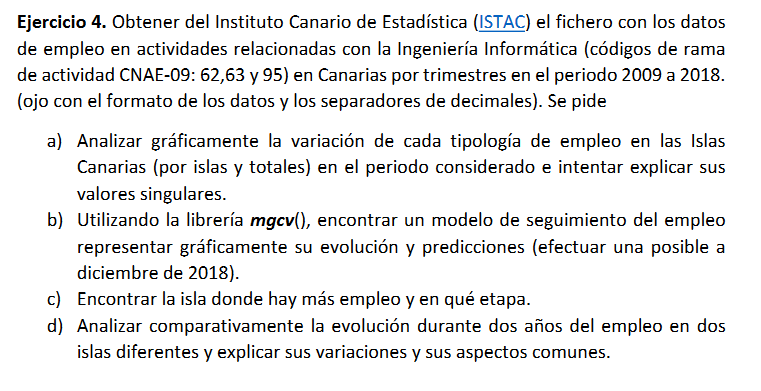 Ejercicio 4. Obtener del Instituto Canario de Estadística (ISTAC) el fichero con los datos
de empleo en actividades relacionadas con la Ingeniería Informática (códigos de rama
de actividad CNAE-09: 62,63 y 95) en Canarias por trimestres en el periodo 2009 a 2018.
(ojo con el formato de los datos y los separadores de decimales). Se pide
a) Analizar gráficamente la variación de cada tipología de empleo en las Islas
Canarias (por islas y totales) en el periodo considerado e intentar explicar sus
valores singulares.
b) Utilizando la librería mgcv(), encontrar un modelo de seguimiento del empleo
representar gráficamente su evolución y predicciones (efectuar una posible a
diciembre de 2018).
c) Encontrar la isla donde hay más empleo y en qué etapa.
d) Analizar comparativamente la evolución durante dos años del empleo en dos
islas diferentes y explicar sus variaciones y sus aspectos comunes.